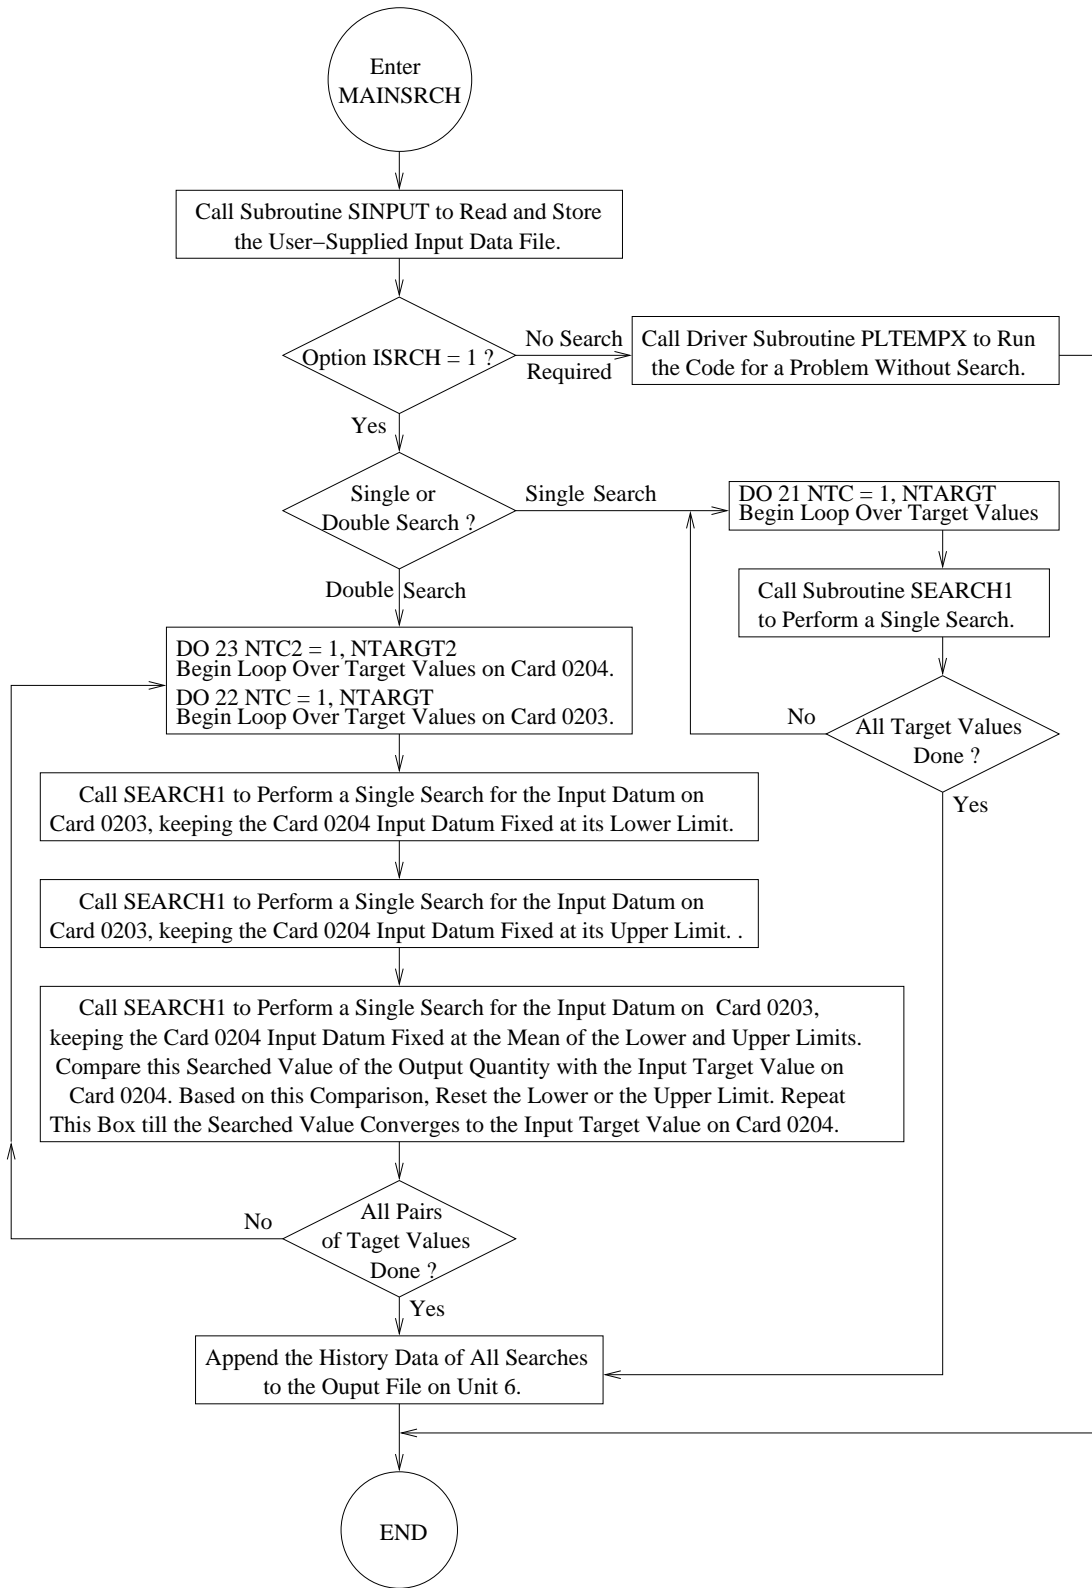 Enter
MAINSRCH
Call Subroutine SINPUT to Read and Store
the User−Supplied Input Data File.
Option ISRCH = 1 ?
No Search
Required
Call Driver Subroutine PLTEMPX to Run
the Code for a Problem Without Search.
Yes
Single or
Double Search ?
Single Search
DO 21 NTC = 1, NTARGT
Begin Loop Over Target Values
Call Subroutine SEARCH1
to Perform a Single Search.
All Target Values
Done ?
No
Yes
Double Search
DO 23 NTC2 = 1, NTARGT2
Begin Loop Over Target Values on Card 0204.
DO 22 NTC = 1, NTARGT
Begin Loop Over Target Values on Card 0203.
Call SEARCH1 to Perform a Single Search for the Input Datum on
Card 0203, keeping the Card 0204 Input Datum Fixed at its Lower Limit.
Call SEARCH1 to Perform a Single Search for the Input Datum on
Card 0203, keeping the Card 0204 Input Datum Fixed at its Upper Limit. .
Call SEARCH1 to Perform a Single Search for the Input Datum on Card 0203,
keeping the Card 0204 Input Datum Fixed at the Mean of the Lower and Upper Limits.
Compare this Searched Value of the Output Quantity with the Input Target Value on
Card 0204. Based on this Comparison, Reset the Lower or the Upper Limit. Repeat
This Box till the Searched Value Converges to the Input Target Value on Card 0204.
No
All Pairs
of Taget Values
Done ?
Yes
Append the History Data of All Searches
to the Ouput File on Unit 6.
END